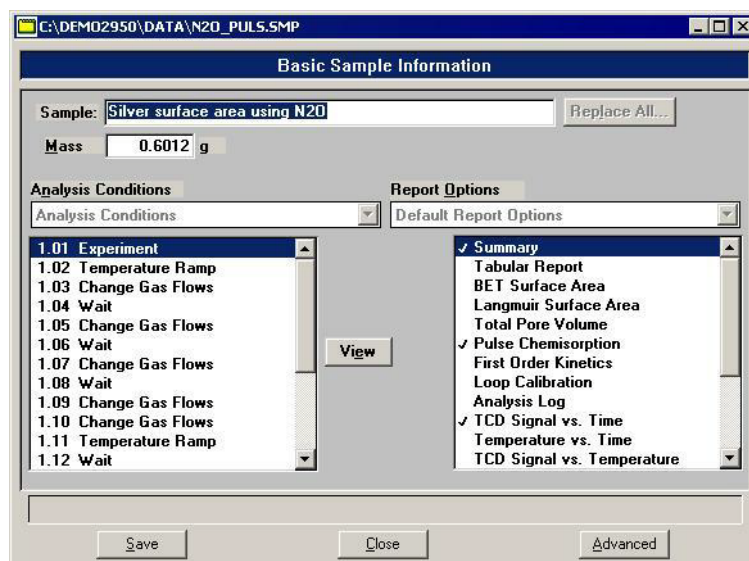 C:\DEMO2950\DATA\N2O_PULS.SMP
Basic Sample Information
Sample: Silver surface area using N2O Replace All...
Mass 0.6012 g
Analysis Conditions Report Options
Analysis Conditions Default Report Options
1.01 Experiment
1.02 Temperature Ramp
1.03 Change Gas Flows
1.04 Wait
1.05 Change Gas Flows
1.06 Wait
1.07 Change Gas Flows
1.08 Wait
1.09 Change Gas Flows
1.10 Change Gas Flows
1.11 Temperature Ramp
1.12 Wait
View
✓ Summary
Tabular Report
BET Surface Area
Langmuir Surface Area
Total Pore Volume
✓ Pulse Chemisorption
First Order Kinetics
Loop Calibration
Analysis Log
✓ TCD Signal vs. Time
Temperature vs. Time
TCD Signal vs. Temperature
Save Close Advanced